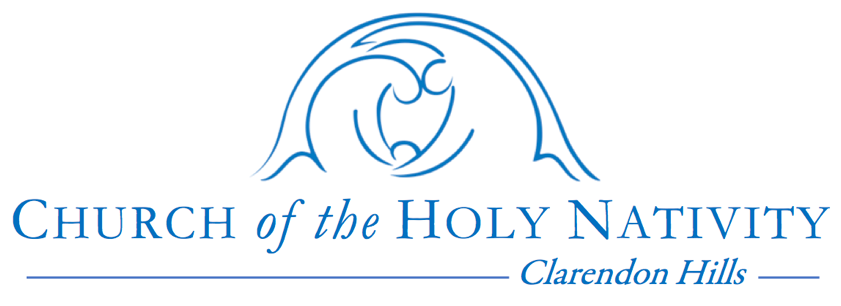 CHURCH of the HOLY NATIVITY
Clarendon Hills